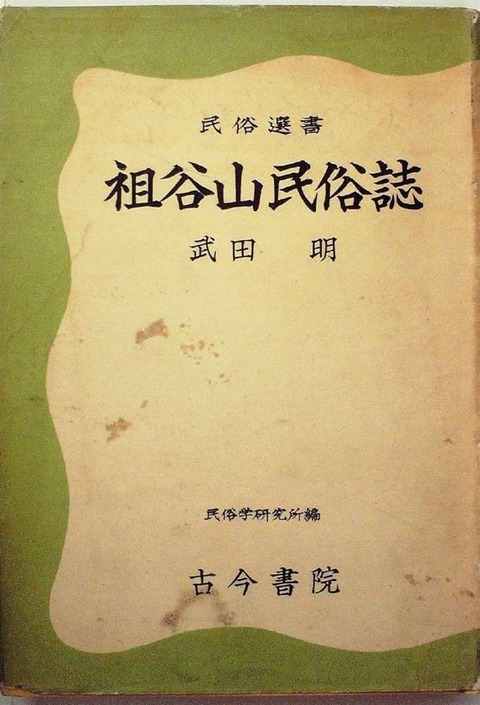 民俗選書
祖谷山民俗誌
武田 明
民俗学研究所編
古今書院